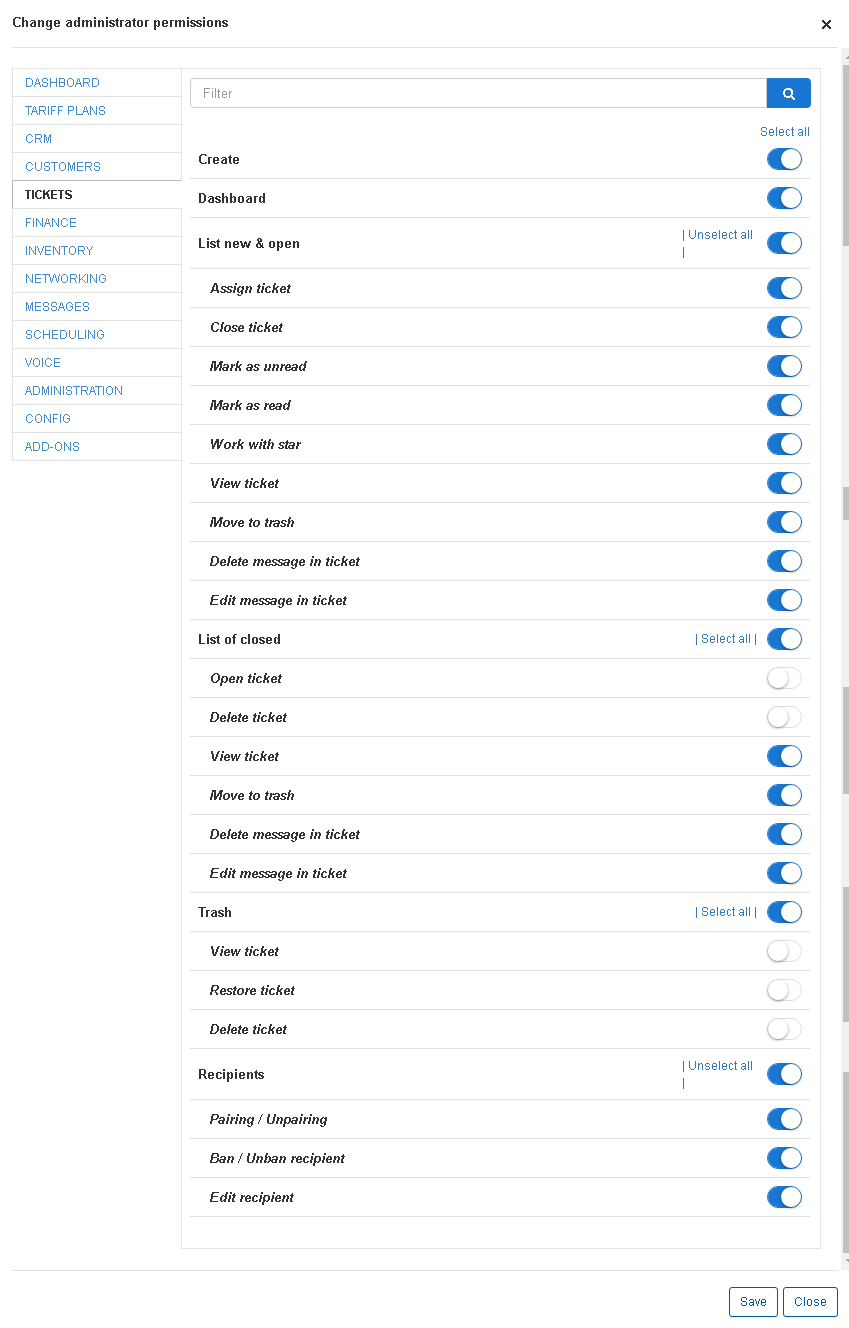 Change administrator permissions
×
DASHBOARD
TARIFF PLANS
CRM
CUSTOMERS
TICKETS
FINANCE
INVENTORY
NETWORKING
MESSAGES
SCHEDULING
VOICE
ADMINISTRATION
CONFIG
ADD-ONS
Filter
Select all
Create
Dashboard
List new & open | Unselect all |
Assign ticket
Close ticket
Mark as unread
Mark as read
Work with star
View ticket
Move to trash
Delete message in ticket
Edit message in ticket
List of closed | Select all |
Open ticket
Delete ticket
View ticket
Move to trash
Delete message in ticket
Edit message in ticket
Trash | Select all |
View ticket
Restore ticket
Delete ticket
Recipients | Unselect all |
Pairing / Unpairing
Ban / Unban recipient
Edit recipient
Save Close